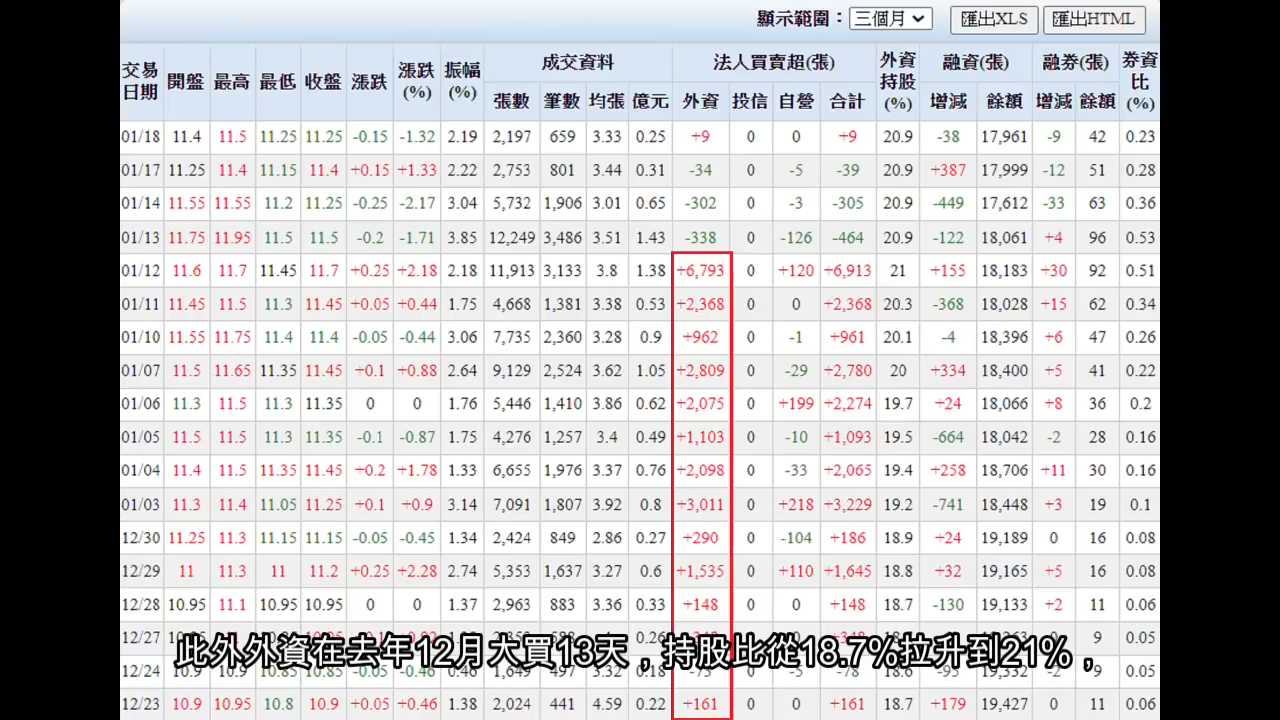 顯示範圍：三個月 匯出XLS 匯出HTML
交易日期 開盤 最高 最低 收盤 漲跌 漲跌(%) 振幅(%) 成交資料 法人買賣超(張) 外資持股(%) 融資(張) 融券(張) 券資比(%)
張數 筆數 均張 億元 外資 投信 自營 合計 增減 餘額 增減 餘額
01/18 11.4 11.5 11.25 11.25 -0.15 -1.32 2.19 2,197 659 3.33 0.25 +9 0 0 +9 20.9 -38 17,961 -9 42 0.23
01/17 11.25 11.4 11.15 11.4 +0.15 +1.33 2.22 2,753 801 3.44 0.31 -34 0 -5 -39 20.9 +387 17,999 -12 51 0.28
01/14 11.55 11.55 11.2 11.25 -0.25 -2.17 3.04 5,732 1,906 3.01 0.65 -302 0 -3 -305 20.9 -449 17,612 -33 63 0.36
01/13 11.75 11.95 11.5 11.5 -0.2 -1.71 3.85 12,249 3,486 3.51 1.43 -338 0 -126 -464 20.9 -122 18,061 +4 96 0.53
01/12 11.6 11.7 11.45 11.7 +0.25 +2.18 2.18 11,913 3,133 3.8 1.38 +6,793 0 +120 +6,913 21 +155 18,183 +30 92 0.51
01/11 11.45 11.5 11.3 11.45 +0.05 +0.44 1.75 4,668 1,381 3.38 0.53 +2,368 0 0 +2,368 20.3 -368 18,028 +15 62 0.34
01/10 11.55 11.75 11.4 11.4 -0.05 -0.44 3.06 7,735 2,360 3.28 0.9 +962 0 -1 +961 20.1 -4 18,396 +6 47 0.26
01/07 11.5 11.65 11.35 11.45 +0.1 +0.88 2.64 9,129 2,524 3.62 1.05 +2,809 0 -29 +2,780 20 +334 18,400 +5 41 0.22
01/06 11.3 11.5 11.3 11.35 0 0 1.76 5,446 1,410 3.86 0.62 +2,075 0 +199 +2,274 19.7 +24 18,066 +8 36 0.2
01/05 11.5 11.5 11.3 11.35 -0.1 -0.87 1.75 4,276 1,257 3.4 0.49 +1,103 0 -10 +1,093 19.5 -664 18,042 -2 28 0.16
01/04 11.4 11.5 11.35 11.45 +0.2 +1.78 1.33 6,655 1,976 3.37 0.76 +2,098 0 -33 +2,065 19.4 +258 18,706 +11 30 0.16
01/03 11.3 11.4 11.05 11.25 +0.1 +0.9 3.14 7,091 1,807 3.92 0.8 +3,011 0 +218 +3,229 19.2 -741 18,448 +3 19 0.1
12/30 11.25 11.3 11.15 11.15 -0.05 -0.45 1.34 2,424 849 2.86 0.27 +290 0 -104 +186 18.9 +24 19,189 0 16 0.08
12/29 11 11.3 11 11.2 +0.25 +2.28 2.74 5,353 1,637 3.27 0.6 +1,535 0 +110 +1,645 18.8 +32 19,165 +5 16 0.08
12/28 10.95 11.1 10.95 10.95 0 0 1.37 2,963 883 3.36 0.33 +148 0 0 +148 18.7 -130 19,133 +2 11 0.06
12/27 9 0.05
此外外資在去年12月大買13天，持股比從18.7%拉升到21%，
12/24 10.9 10.9 10.85 10.85 -0.05 -0.46 0.46 1,649 497 3.32 0.18 -73 0 -5 -78 18.6 -95 19,332 -2 9 0.05
12/23 10.9 10.95 10.8 10.9 +0.05 +0.46 1.38 2,024 441 4.59 0.22 +161 0 0 +161 18.7 +179 19,427 0 11 0.06